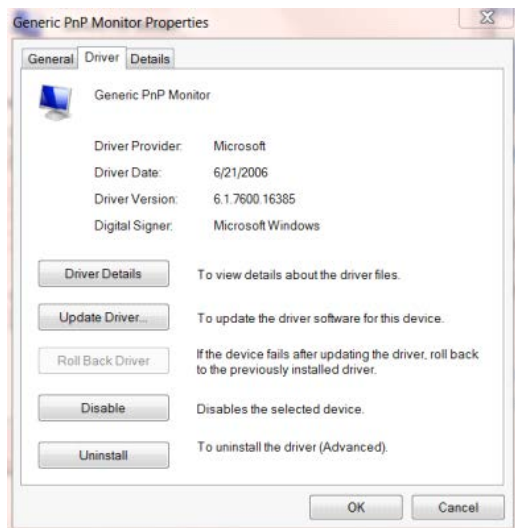 Generic PnP Monitor Properties
General Driver Details
Generic PnP Monitor
Driver Provider: Microsoft
Driver Date: 6/21/2006
Driver Version: 6.1.7600.16385
Digital Signer: Microsoft Windows
Driver Details To view details about the driver files.
Update Driver... To update the driver software for this device.
Roll Back Driver If the device fails after updating the driver, roll back
to the previously installed driver.
Disable Disables the selected device.
Uninstall To uninstall the driver (Advanced).
OK Cancel